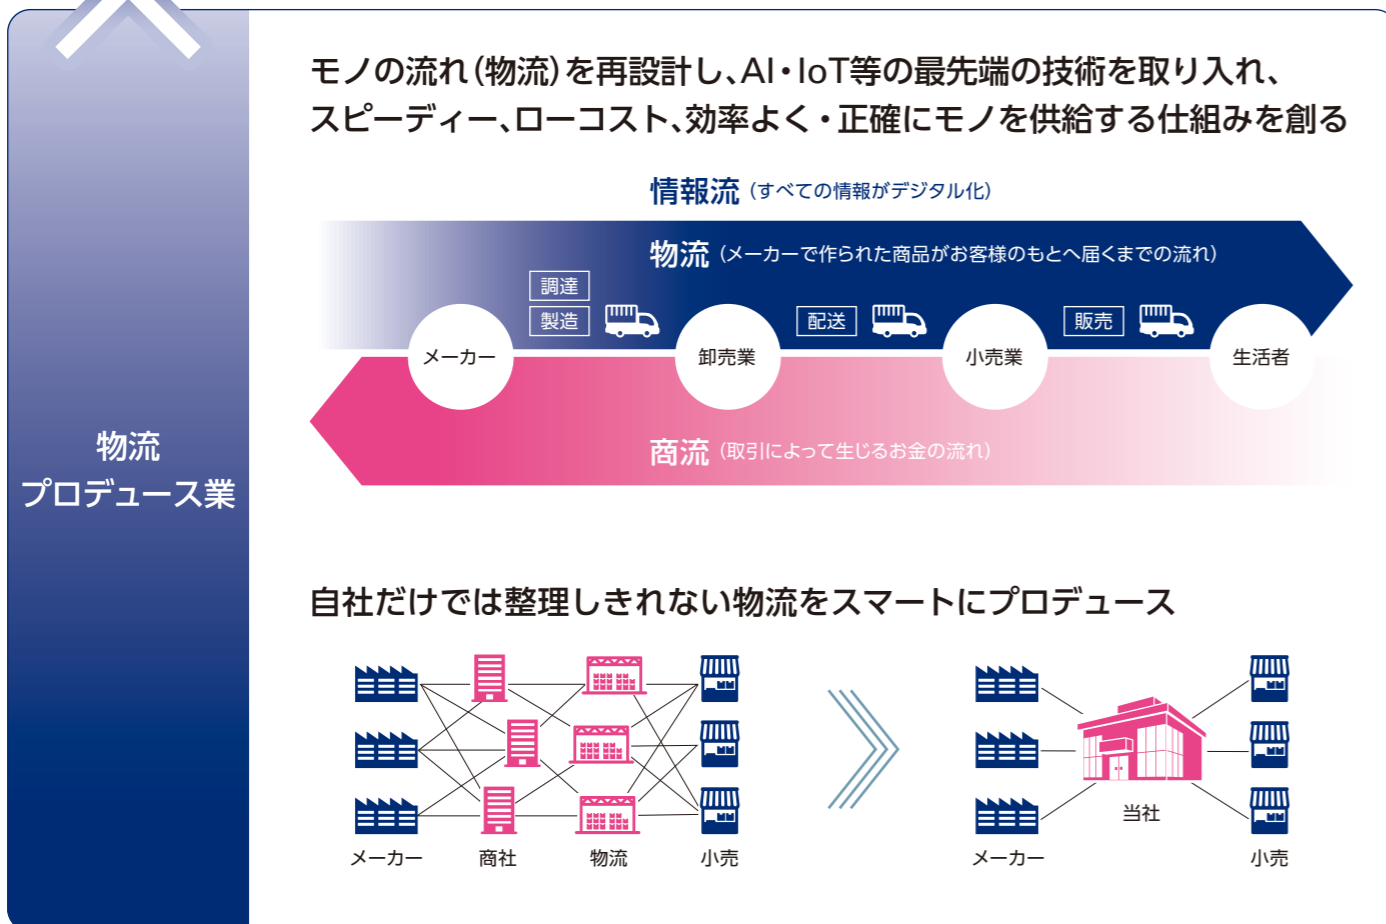 物流
プロデュース業
モノの流れ(物流)を再設計し、AI・IoT等の最先端の技術を取り入れ、
スピーディー、ローコスト、効率よく・正確にモノを供給する仕組みを創る
情報流(すべての情報がデジタル化)
物流(メーカーで作られた商品がお客様のもとへ届くまでの流れ)
調達
製造
配送
販売
メーカー
卸売業
小売業
生活者
商流(取引によって生じるお金の流れ)
自社だけでは整理しきれない物流をスマートにプロデュース
メーカー
商社
物流
小売
当社
メーカー
小売